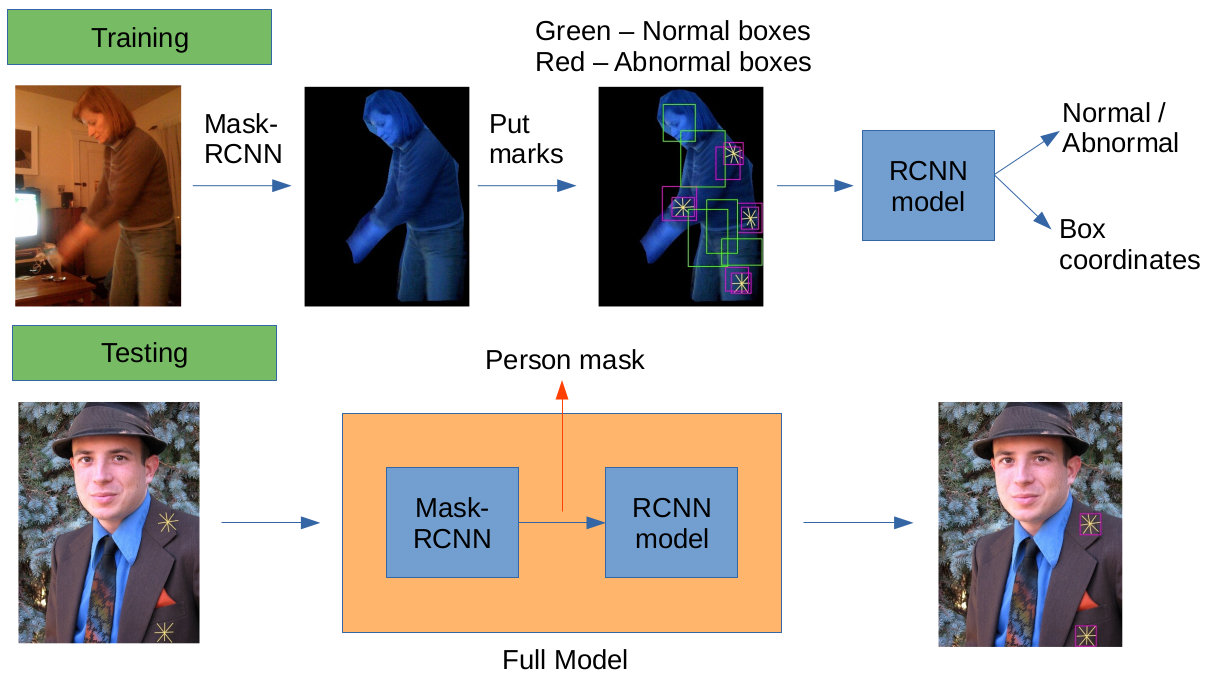 Training
Green – Normal boxes
Red – Abnormal boxes
Mask-
RCNN
Put
marks
RCNN
model
Normal /
Abnormal
Box
coordinates
Testing
Person mask
Mask-
RCNN
RCNN
model
Full Model